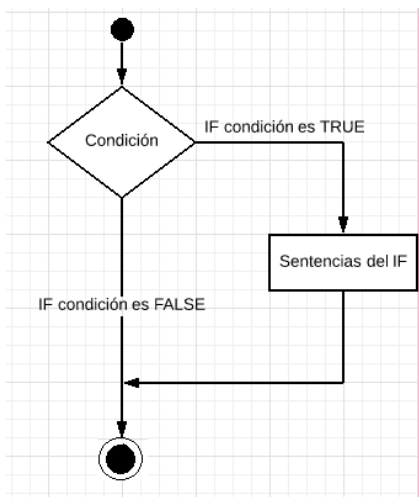 IF condición es TRUE
Condición
Sentencias del IF
IF condición es FALSE